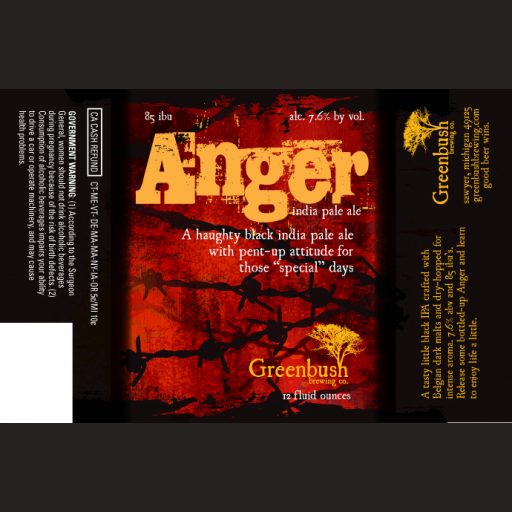 CA CASH REFUND CT-ME-VT- DE-MA-MA-NY-IA-OR 5¢/MI 10¢
GOVERNMENT WARNING: (1) According to the Surgeon
General, women should not drink alcoholic beverages
during pregnancy because of the risk of birth defects. (2)
Consumption of alcoholic beverages impairs your ability
to drive a car or operate machinery, and may cause
health problems.
85 ibu
alc. 7.6% by vol.
Anger
india pale ale
A haughty black india pale ale
with pent-up attitude for
those “special” days
Greenbush
brewing co.
12 fluid ounces
Greenbush
brewing co.
sawyer, michigan 49125
greenbushbrewing.com
good beer wins.
A tasty little black IPA crafted with
Belgian dark malts and dry-hopped for
intense aroma. 7.6% abv and 85 ibu's.
Release some bottled-up Anger and learn
to enjoy life a little.